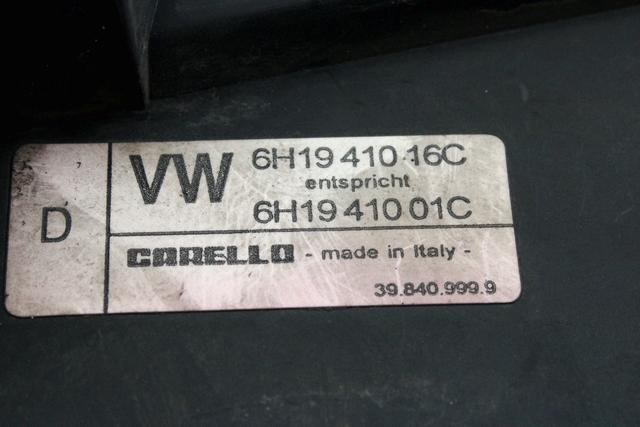 D
VW 6H19 410 16C
entspricht
6H19 410 01C
CARELLO - made in Italy -
39.840.999.9